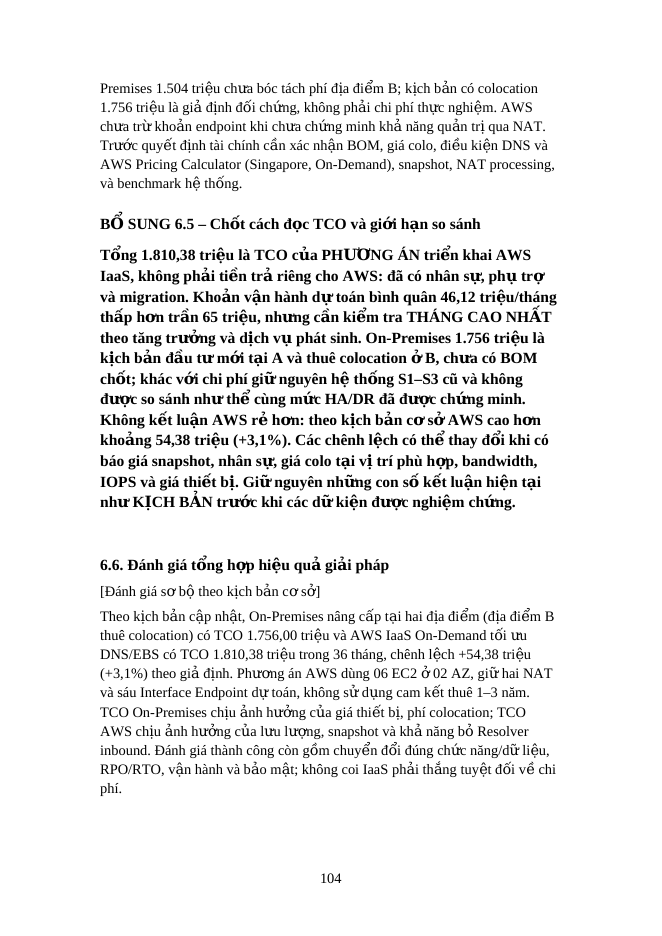 Premises 1.504 triệu chưa bóc tách phí địa điểm B; kịch bản có colocation
1.756 triệu là giả định đối chứng, không phải chi phí thực nghiệm. AWS
chưa trừ khoản endpoint khi chưa chứng minh khả năng quản trị qua NAT.
Trước quyết định tài chính cần xác nhận BOM, giá colo, điều kiện DNS và
AWS Pricing Calculator (Singapore, On-Demand), snapshot, NAT processing,
và benchmark hệ thống.
BỔ SUNG 6.5 – Chốt cách đọc TCO và giới hạn so sánh
Tổng 1.810,38 triệu là TCO của PHƯƠNG ÁN triển khai AWS
IaaS, không phải tiền trả riêng cho AWS: đã có nhân sự, phụ trợ
và migration. Khoản vận hành dự toán bình quân 46,12 triệu/tháng
thấp hơn trần 65 triệu, nhưng cần kiểm tra THÁNG CAO NHẤT
theo tăng trưởng và dịch vụ phát sinh. On-Premises 1.756 triệu là
kịch bản đầu tư mới tại A và thuê colocation ở B, chưa có BOM
chốt; khác với chi phí giữ nguyên hệ thống S1–S3 cũ và không
được so sánh như thể cùng mức HA/DR đã được chứng minh.
Không kết luận AWS rẻ hơn: theo kịch bản cơ sở AWS cao hơn
khoảng 54,38 triệu (+3,1%). Các chênh lệch có thể thay đổi khi có
báo giá snapshot, nhân sự, giá colo tại vị trí phù hợp, bandwidth,
IOPS và giá thiết bị. Giữ nguyên những con số kết luận hiện tại
như KỊCH BẢN trước khi các dữ kiện được nghiệm chứng.
6.6. Đánh giá tổng hợp hiệu quả giải pháp
[Đánh giá sơ bộ theo kịch bản cơ sở]
Theo kịch bản cập nhật, On-Premises nâng cấp tại hai địa điểm (địa điểm B
thuê colocation) có TCO 1.756,00 triệu và AWS IaaS On-Demand tối ưu
DNS/EBS có TCO 1.810,38 triệu trong 36 tháng, chênh lệch +54,38 triệu
(+3,1%) theo giả định. Phương án AWS dùng 06 EC2 ở 02 AZ, giữ hai NAT
và sáu Interface Endpoint dự toán, không sử dụng cam kết thuê 1–3 năm.
TCO On-Premises chịu ảnh hưởng của giá thiết bị, phí colocation; TCO
AWS chịu ảnh hưởng của lưu lượng, snapshot và khả năng bỏ Resolver
inbound. Đánh giá thành công còn gồm chuyển đổi đúng chức năng/dữ liệu,
RPO/RTO, vận hành và bảo mật; không coi IaaS phải thắng tuyệt đối về chi
phí.
104